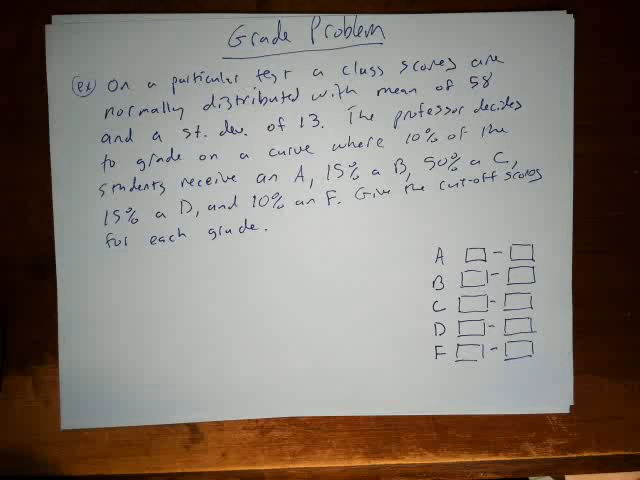 Grade Problem
(ex) On a particular test a class scores are
normally distributed with mean of 58
and a st. dev. of 13. The professor decides
to grade on a curve where 10% of the
students receive an A, 15% a B, 50% a C,
15% a D, and 10% an F. Give the cut-off scores
for each grade.
A □ - □
B □ - □
C □ - □
D □ - □
F □ - □